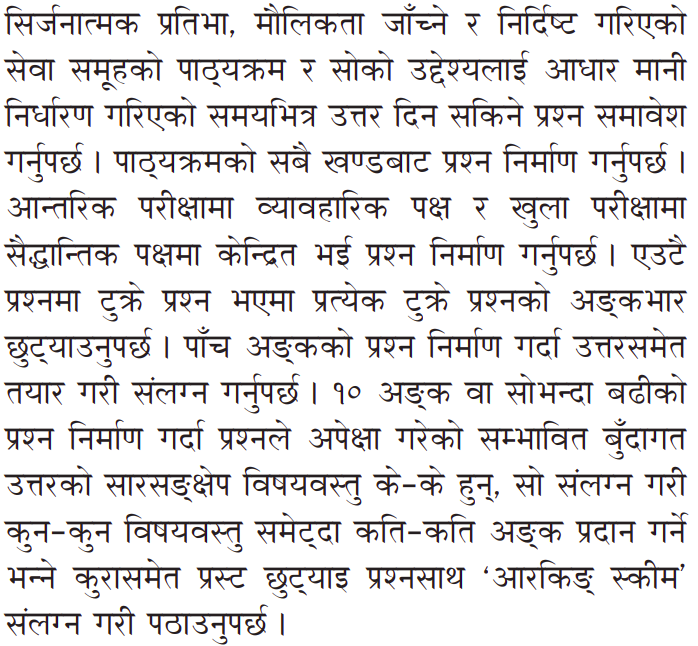 सिर्जनात्मक प्रतिभा, मौलिकता जाँच्ने र निर्दिष्ट गरिएको
सेवा समूहको पाठ्यक्रम र सोको उद्देश्यलाई आधार मानी
निर्धारण गरिएको समयभित्र उत्तर दिन सकिने प्रश्न समावेश
गर्नुपर्छ । पाठ्यक्रमको सबै खण्डबाट प्रश्न निर्माण गर्नुपर्छ ।
आन्तरिक परीक्षामा व्यावहारिक पक्ष र खुला परीक्षामा
सैद्धान्तिक पक्षमा केन्द्रित भई प्रश्न निर्माण गर्नुपर्छ । एउटै
प्रश्नमा टुक्रे प्रश्न भएमा प्रत्येक टुक्रे प्रश्नको अङ्कभार
छुट्याउनुपर्छ । पाँच अङ्कको प्रश्न निर्माण गर्दा उत्तरसमेत
तयार गरी संलग्न गर्नुपर्छ । १० अङ्क वा सोभन्दा बढीको
प्रश्न निर्माण गर्दा प्रश्नले अपेक्षा गरेको सम्भावित बुँदागत
उत्तरको सारसङ्क्षेप विषयवस्तु के–के हुन्, सो संलग्न गरी
कुन–कुन विषयवस्तु समेट्दा कति–कति अङ्क प्रदान गर्ने
भन्ने कुरासमेत प्रस्ट छुट्याइ प्रश्नसाथ ‘आरकिङ् स्कीम’
संलग्न गरी पठाउनुपर्छ ।